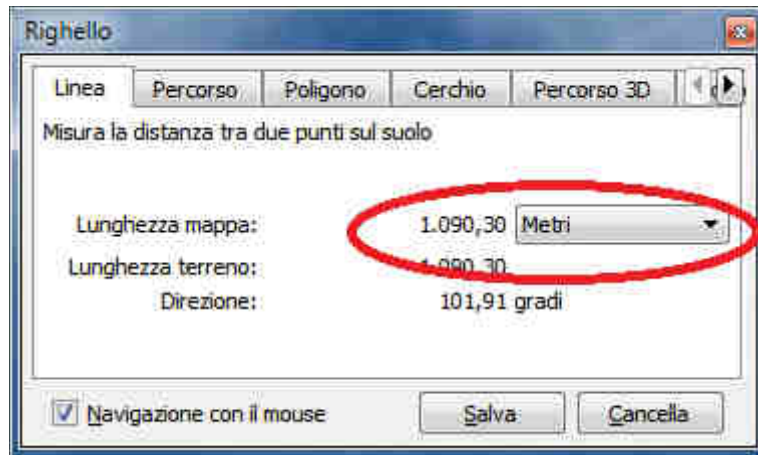 Righello
Linea Percorso Poligono Cerchio Percorso 3D
Misura la distanza tra due punti sul suolo
Lunghezza mappa: 1.090,30 Metri
Lunghezza terreno: 1.090,30
Direzione: 101,91 gradi
Navigazione con il mouse Salva Cancella